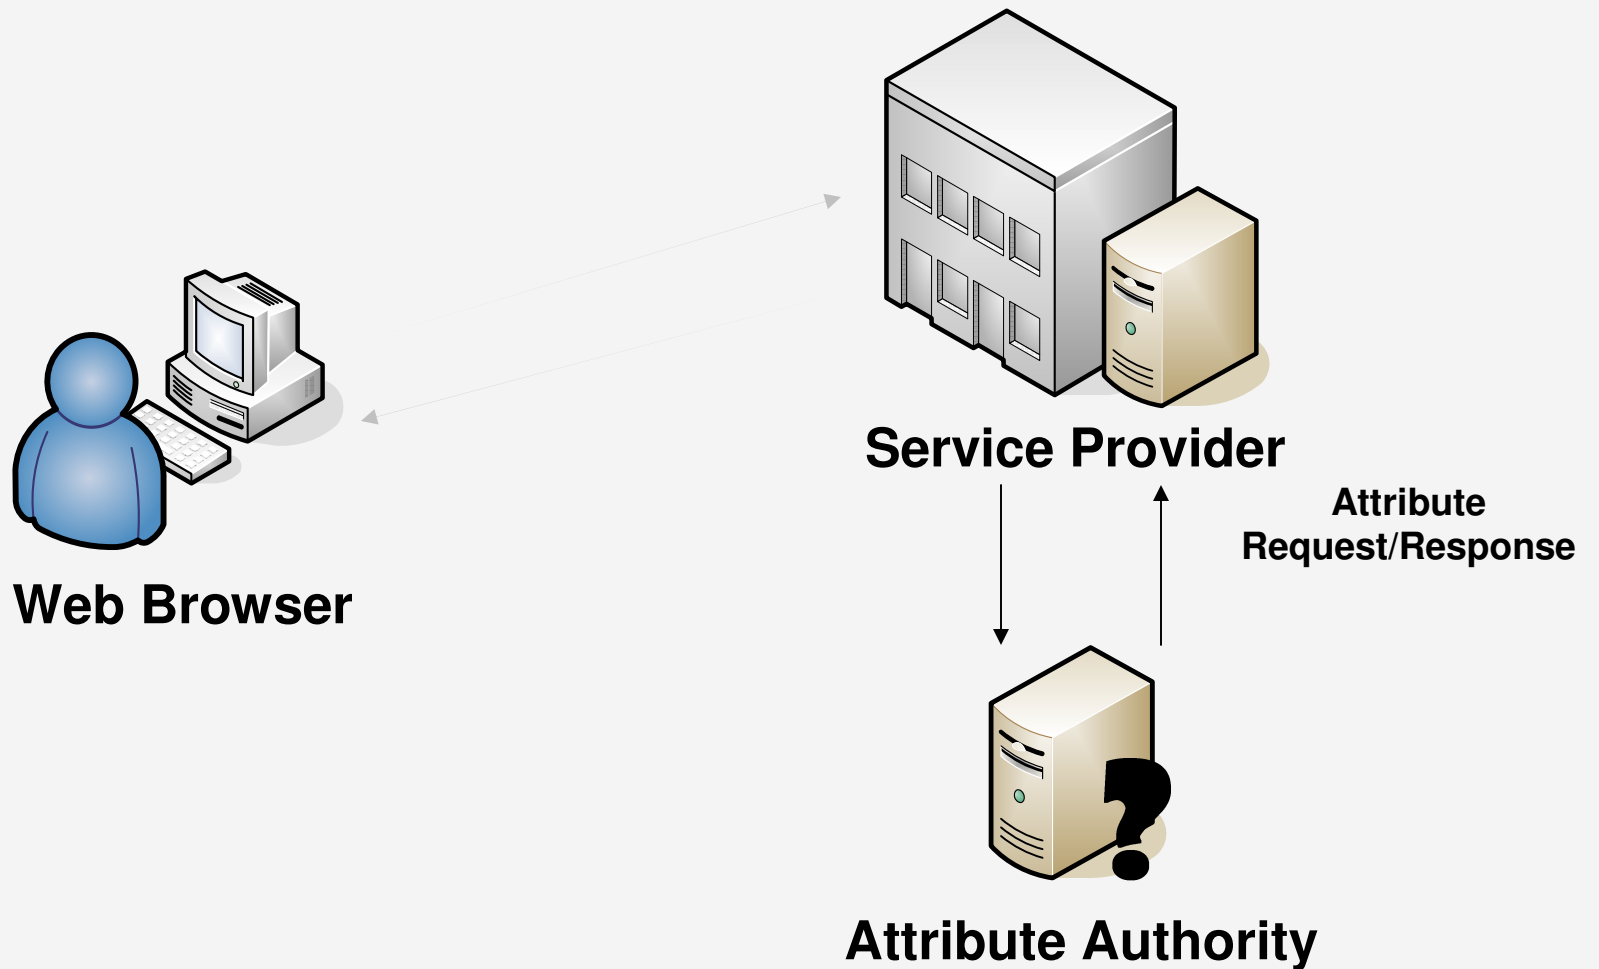 Service Provider
Attribute
Request/Response
Web Browser
?
Attribute Authority